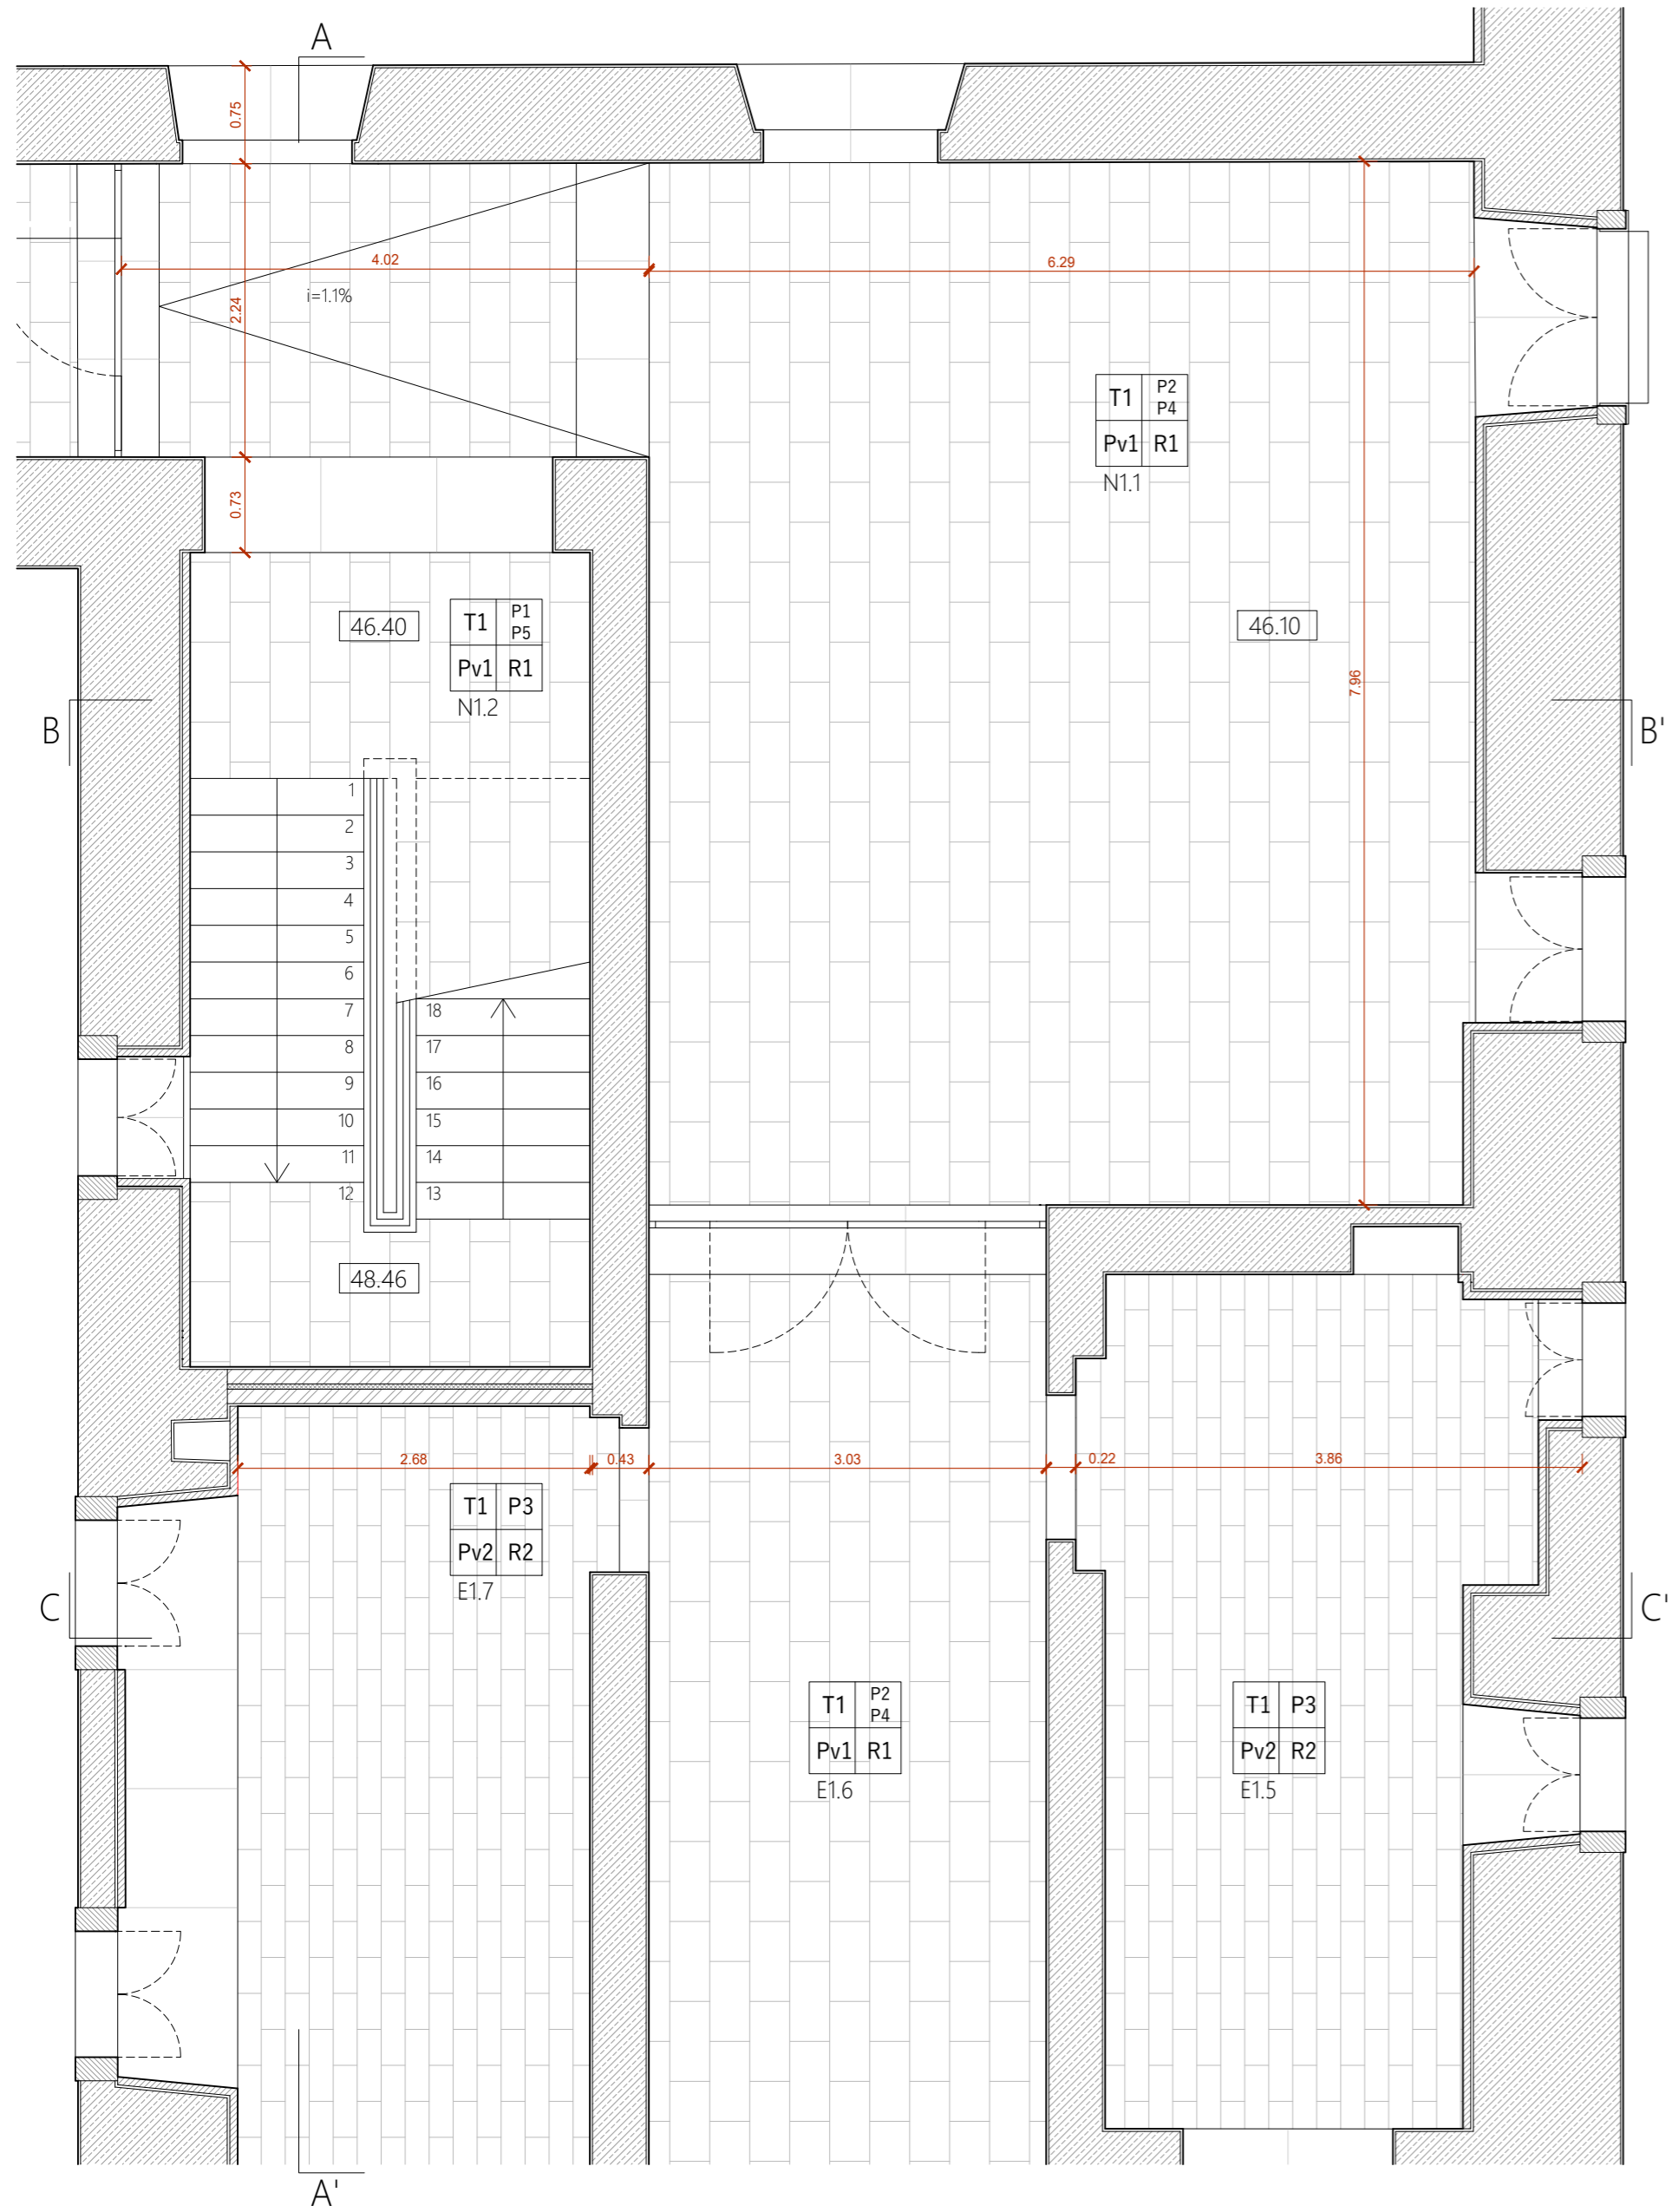 A
0.75
4.02
6.29
i=1.1%
2.24
T1 P2
P4
Pv1 R1
N1.1
0.73
46.40
T1 P1
P5
Pv1 R1
N1.2
46.10
7.96
B
B'
1
2
3
4
5
6
7
18
8
17
9
16
10
15
11
14
12
13
48.46
2.68
0.43
3.03
0.22
3.86
T1 P3
Pv2 R2
E1.7
C
C'
T1 P2
P4
Pv1 R1
E1.6
T1 P3
Pv2 R2
E1.5
A'